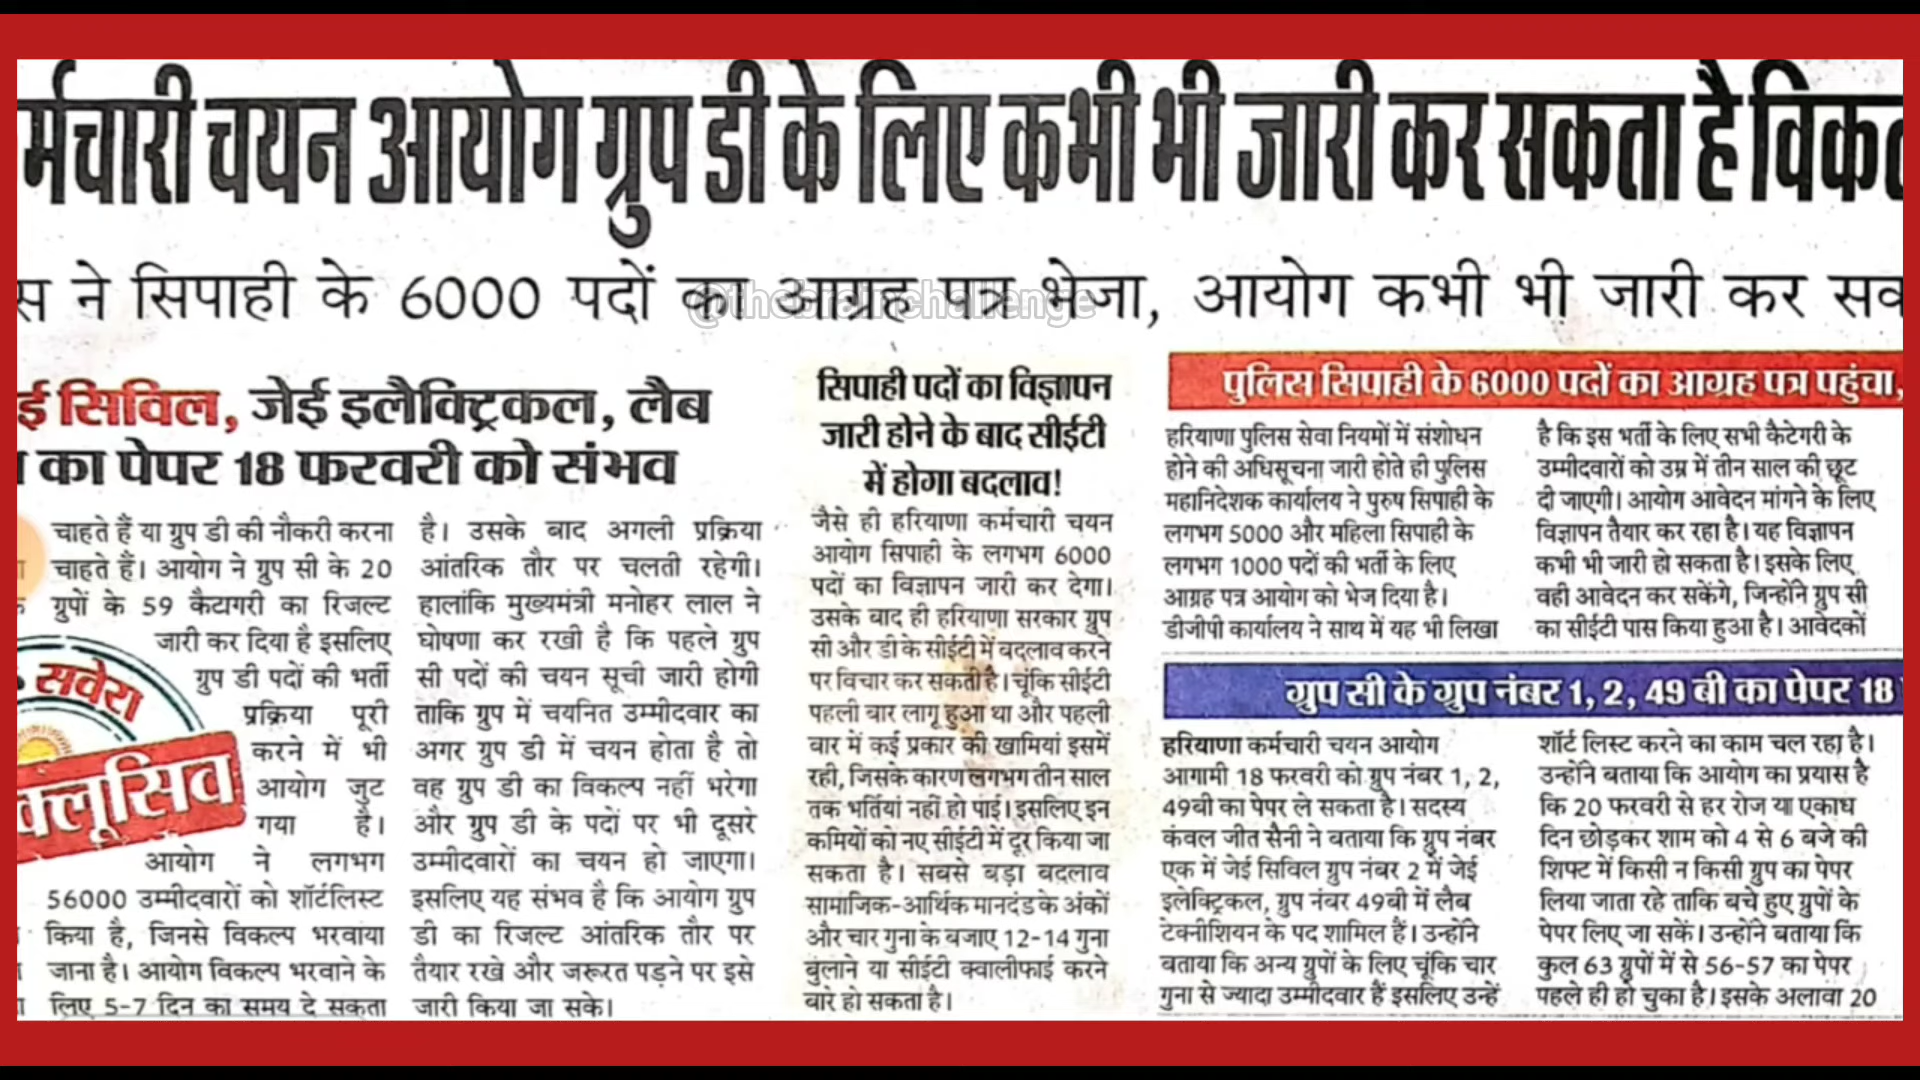 र्मचारी चयन आयोग ग्रुप डी के लिए कभी भी जारी कर सकता है
स ने सिपाही के 6000 पदों का आग्रह पत्र भेजा, आयोग कभी भी जारी कर
@thebrainchallenge
ई सिविल, जेई इलैक्ट्रिकल, लैब
का पेपर 18 फरवरी को संभव
चाहते हैं या ग्रुप डी की नौकरी करना
चाहते हैं। आयोग ने ग्रुप सी के 20
ग्रुपों के 59 कैटागरी का रिजल्ट
जारी कर दिया है इसलिए
ग्रुप डी पदों की भर्ती
प्रक्रिया पूरी
करने में भी
आयोग जुट
गया है।
आयोग ने लगभग
56000 उम्मीदवारों को शॉर्टलिस्ट
किया है, जिनसे विकल्प भरवाया
जाना है। आयोग विकल्प भरवाने के
लिए 5-7 दिन का समय दे सकता
सवेरा
क्लूसिव
है। उसके बाद अगली प्रक्रिया
आंतरिक तौर पर चलती रहेगी।
हालांकि मुख्यमंत्री मनोहर लाल ने
घोषणा कर रखी है कि पहले ग्रुप
सी पदों की चयन सूची जारी होगी
ताकि ग्रुप में चयनित उम्मीदवार का
अगर ग्रुप डी में चयन होता है तो
वह ग्रुप डी का विकल्प नहीं भरेगा
और ग्रुप डी के पदों पर भी दूसरे
उम्मीदवारों का चयन हो जाएगा।
इसलिए यह संभव है कि आयोग ग्रुप
डी का रिजल्ट आंतरिक तौर पर
तैयार रखे और जरूरत पड़ने पर इसे
जारी किया जा सके।
सिपाही पदों का विज्ञापन
जारी होने के बाद सीईटी
में होगा बदलाव!
जैसे ही हरियाणा कर्मचारी चयन
आयोग सिपाही के लगभग 6000
पदों का विज्ञापन जारी कर देगा।
उसके बाद ही हरियाणा सरकार ग्रुप
सी और डी के सीईटी में बदलाव करने
पर विचार कर सकती है। चूंकि सीईटी
पहली बार लागू हुआ था और पहली
बार में कई प्रकार की खामियां इसमें
रही, जिसके कारण लगभग तीन साल
तक भर्तियां नहीं हो पाई। इसलिए इन
कमियों को नए सीईटी में दूर किया जा
सकता है। सबसे बड़ा बदलाव
सामाजिक-आर्थिक मानदंड के अंकों
और चार गुना के बजाए 12-14 गुना
बुलाने या सीईटी क्वालीफाई करने
बारे हो सकता है।
पुलिस सिपाही के 6000 पदों का आग्रह पत्र पहुंचा,
हरियाणा पुलिस सेवा नियमों में संशोधन
होने की अधिसूचना जारी होते ही पुलिस
महानिदेशक कार्यालय ने पुरुष सिपाही के
लगभग 5000 और महिला सिपाही के
लगभग 1000 पदों की भर्ती के लिए
आग्रह पत्र आयोग को भेज दिया है।
डीजीपी कार्यालय ने साथ में यह भी लिखा
है कि इस भर्ती के लिए सभी कैटेगरी के
उम्मीदवारों को उम्र में तीन साल की छूट
दी जाएगी। आयोग आवेदन मांगने के लिए
विज्ञापन तैयार कर रहा है। यह विज्ञापन
कभी भी जारी हो सकता है। इसके लिए
वही आवेदन कर सकेंगे, जिन्होंने ग्रुप सी
का सीईटी पास किया हुआ है। आवेदकों
ग्रुप सी के ग्रुप नंबर 1, 2, 49 बी का पेपर 18
हरियाणा कर्मचारी चयन आयोग
आगामी 18 फरवरी को ग्रुप नंबर 1, 2,
49बी का पेपर ले सकता है। सदस्य
कंवल जीत सैनी ने बताया कि ग्रुप नंबर
एक में जेई सिविल ग्रुप नंबर 2 में जेई
इलेक्ट्रिकल, ग्रुप नंबर 49बी में लैब
टेक्नीशियन के पद शामिल हैं। उन्होंने
बताया कि अन्य ग्रुपों के लिए चूंकि चार
गुना से ज्यादा उम्मीदवार हैं इसलिए उन्हें
शॉर्ट लिस्ट करने का काम चल रहा है।
उन्होंने बताया कि आयोग का प्रयास है
कि 20 फरवरी से हर रोज या एकाध
दिन छोड़कर शाम को 4 से 6 बजे की
शिफ्ट में किसी न किसी ग्रुप का पेपर
लिया जाता रहे ताकि बचे हुए ग्रुपों के
पेपर लिए जा सकें। उन्होंने बताया कि
कुल 63 ग्रुपों में से 56-57 का पेपर
पहले ही हो चुका है। इसके अलावा 20